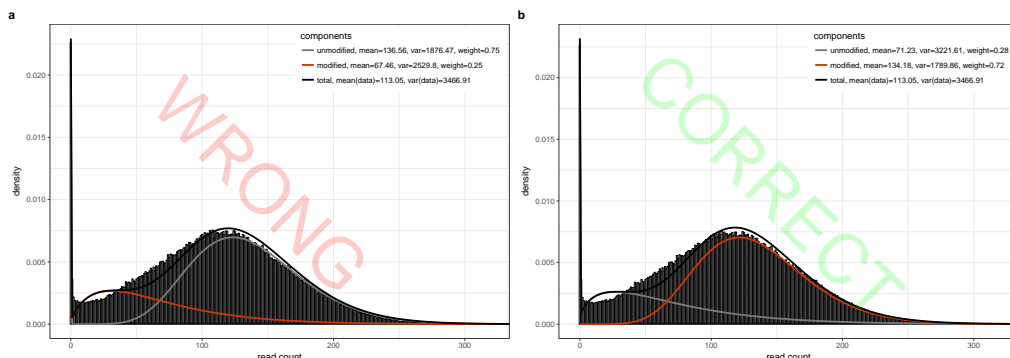 a
components
unmodified, mean=136.56, var=1876.47, weight=0.75
modified, mean=67.46, var=2529.8, weight=0.25
total, mean(data)=113.05, var(data)=3466.91
WRONG
density
0.020
0.015
0.010
0.005
0.000
0
100
200
300
read count
b
components
unmodified, mean=71.23, var=3221.61, weight=0.28
modified, mean=134.18, var=1789.86, weight=0.72
total, mean(data)=113.05, var(data)=3466.91
CORRECT
density
0.020
0.015
0.010
0.005
0.000
0
100
200
300
read count